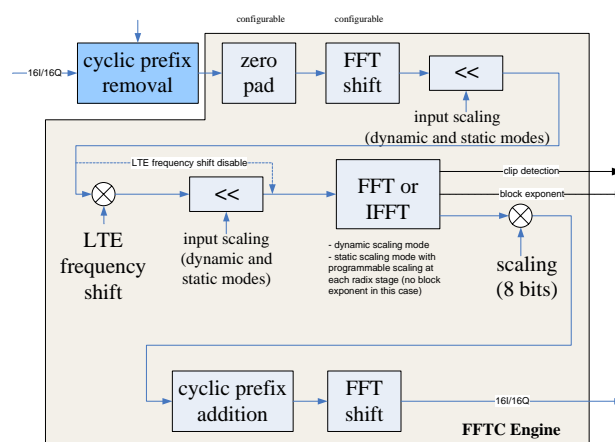 configurable
configurable
16I/16Q
cyclic prefix
removal
zero
pad
FFT
shift
<<
input scaling
(dynamic and static modes)
LTE frequency shift disable
<<
FFT or
IFFT
clip detection
block exponent
LTE
frequency
shift
input scaling
(dynamic and
static modes)
- dynamic scaling mode
- static scaling mode with
programmable scaling at
each radix stage (no block
exponent in this case)
scaling
(8 bits)
cyclic prefix
addition
FFT
shift
16I/16Q
FFTC Engine